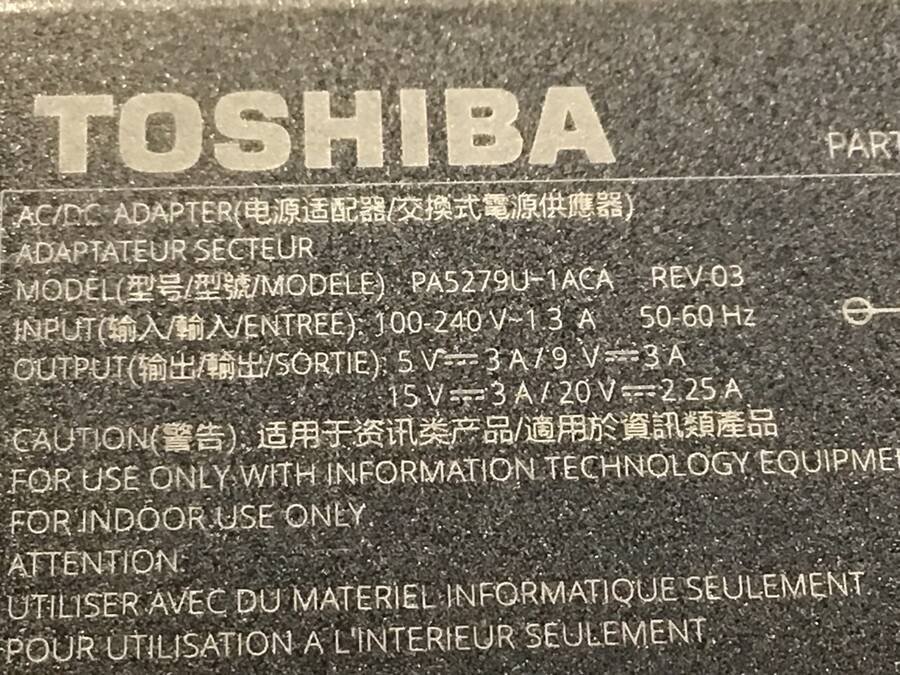 TOSHIBA
PART
AC/DC ADAPTER(电源适配器/交換式電源供應器)
ADAPTATEUR SECTEUR
MODEL(型号/型號/MODELE) PA5279U-1ACA REV 03
INPUT(输入/輸入/ENTREE): 100-240 V~1.3 A 50-60 Hz
OUTPUT(输出/輸出/SORTIE): 5 V⎓3 A / 9 V⎓3 A
15 V⎓3 A / 20 V⎓2.25 A
CAUTION(警告): 适用于资讯类产品/適用於資訊類產品
FOR USE ONLY WITH INFORMATION TECHNOLOGY EQUIPME
FOR INDOOR USE ONLY.
ATTENTION:
UTILISER AVEC DU MATERIEL INFORMATIQUE SEULEMENT.
POUR UTILISATION A L'INTERIEUR SEULEMENT.